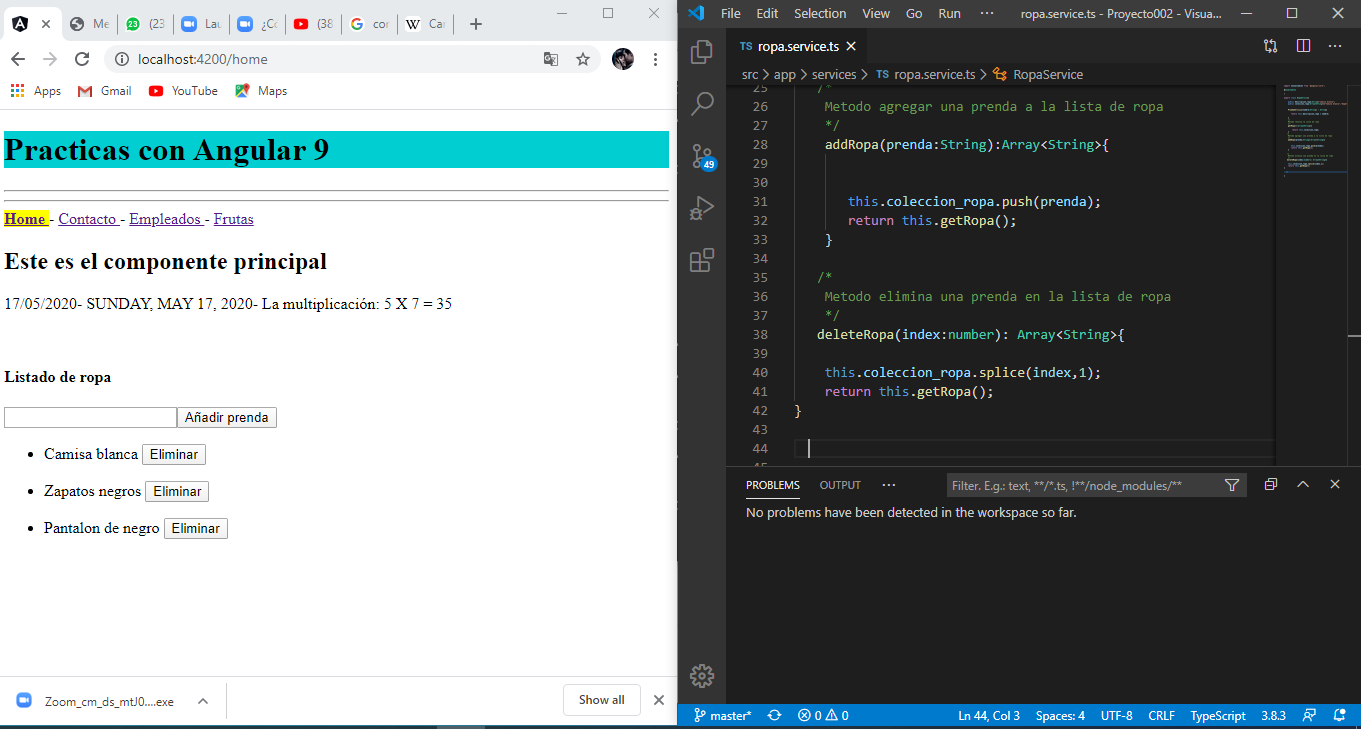 Me
(23
Lau
¿Co
(38
cor
Car
localhost:4200/home
Apps
Gmail
YouTube
Maps
Practicas con Angular 9
Home - Contacto - Empleados - Frutas
Este es el componente principal
17/05/2020- SUNDAY, MAY 17, 2020- La multiplicación: 5 X 7 = 35
Listado de ropa
Añadir prenda
Camisa blanca Eliminar
Zapatos negros Eliminar
Pantalon de negro Eliminar
Zoom_cm_ds_mtJ0....exe
Show all
File Edit Selection View Go Run ··· ropa.service.ts - Proyecto002 - Visua...
TS ropa.service.ts
src > app > services > TS ropa.service.ts > RopaService
49
25 /*
26 Metodo agregar una prenda a la lista de ropa
27 */
28 addRopa(prenda:String):Array<String>{
29
30
31 this.coleccion_ropa.push(prenda);
32 return this.getRopa();
33 }
34
35 /*
36 Metodo elimina una prenda en la lista de ropa
37 */
38 deleteRopa(index:number): Array<String>{
39
40 this.coleccion_ropa.splice(index,1);
41 return this.getRopa();
42 }
43
44
45
PROBLEMS OUTPUT ··· Filter. E.g.: text, **/*.ts, !**/node_modules/**
No problems have been detected in the workspace so far.
master* 0 0 Ln 44, Col 3 Spaces: 4 UTF-8 CRLF TypeScript 3.8.3